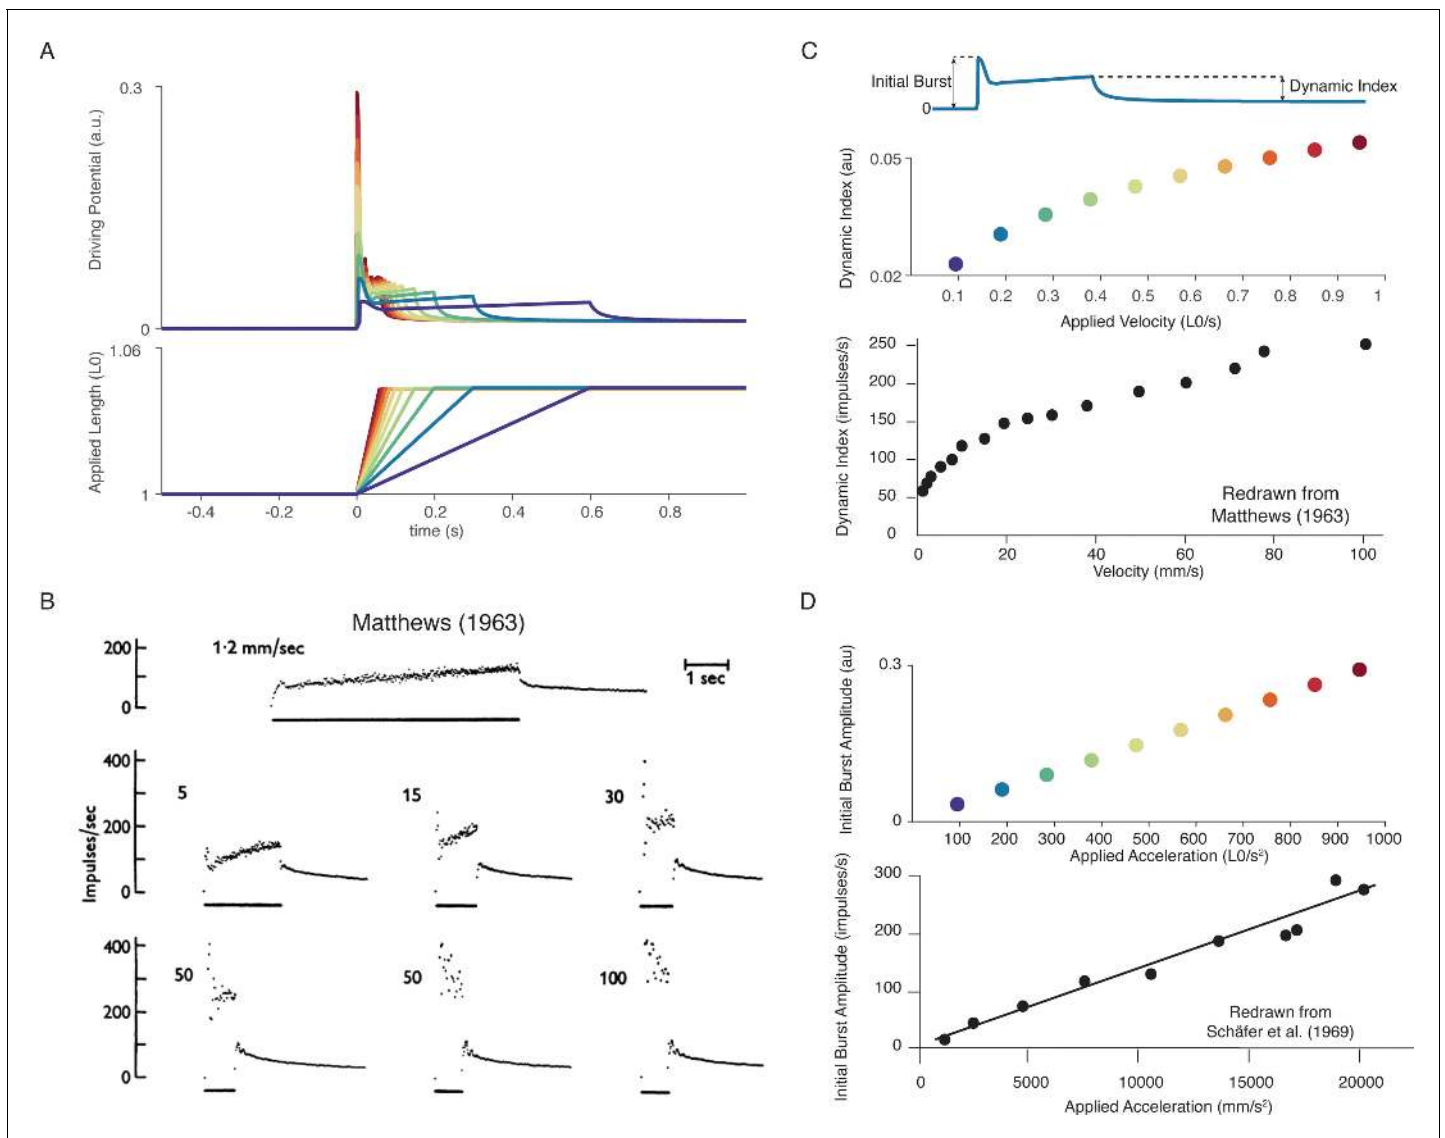 A
Driving Potential (a.u.)
0.3
0
Applied Length (L0)
1.06
1
-0.4 -0.2 0 0.2 0.4 0.6 0.8
time (s)
B
Matthews (1963)
200
0
1·2 mm/sec
1 sec
Impulses/sec
400
200
0
5
15
30
400
200
0
50
50
100
C
Initial Burst
0
Dynamic Index
Dynamic Index (au)
0.05
0.02
0.1 0.2 0.3 0.4 0.5 0.6 0.7 0.8 0.9 1
Applied Velocity (L0/s)
Dynamic Index (impulses/s)
250
200
150
100
50
0
Redrawn from
Matthews (1963)
0 20 40 60 80 100
Velocity (mm/s)
D
Initial Burst Amplitude (au)
0.3
0
100 200 300 400 500 600 700 800 900 1000
Applied Acceleration (L0/s²)
Initial Burst Amplitude (impulses/s)
300
200
100
0
Redrawn from
Schäfer et al. (1969)
0 5000 10000 15000 20000
Applied Acceleration (mm/s²)